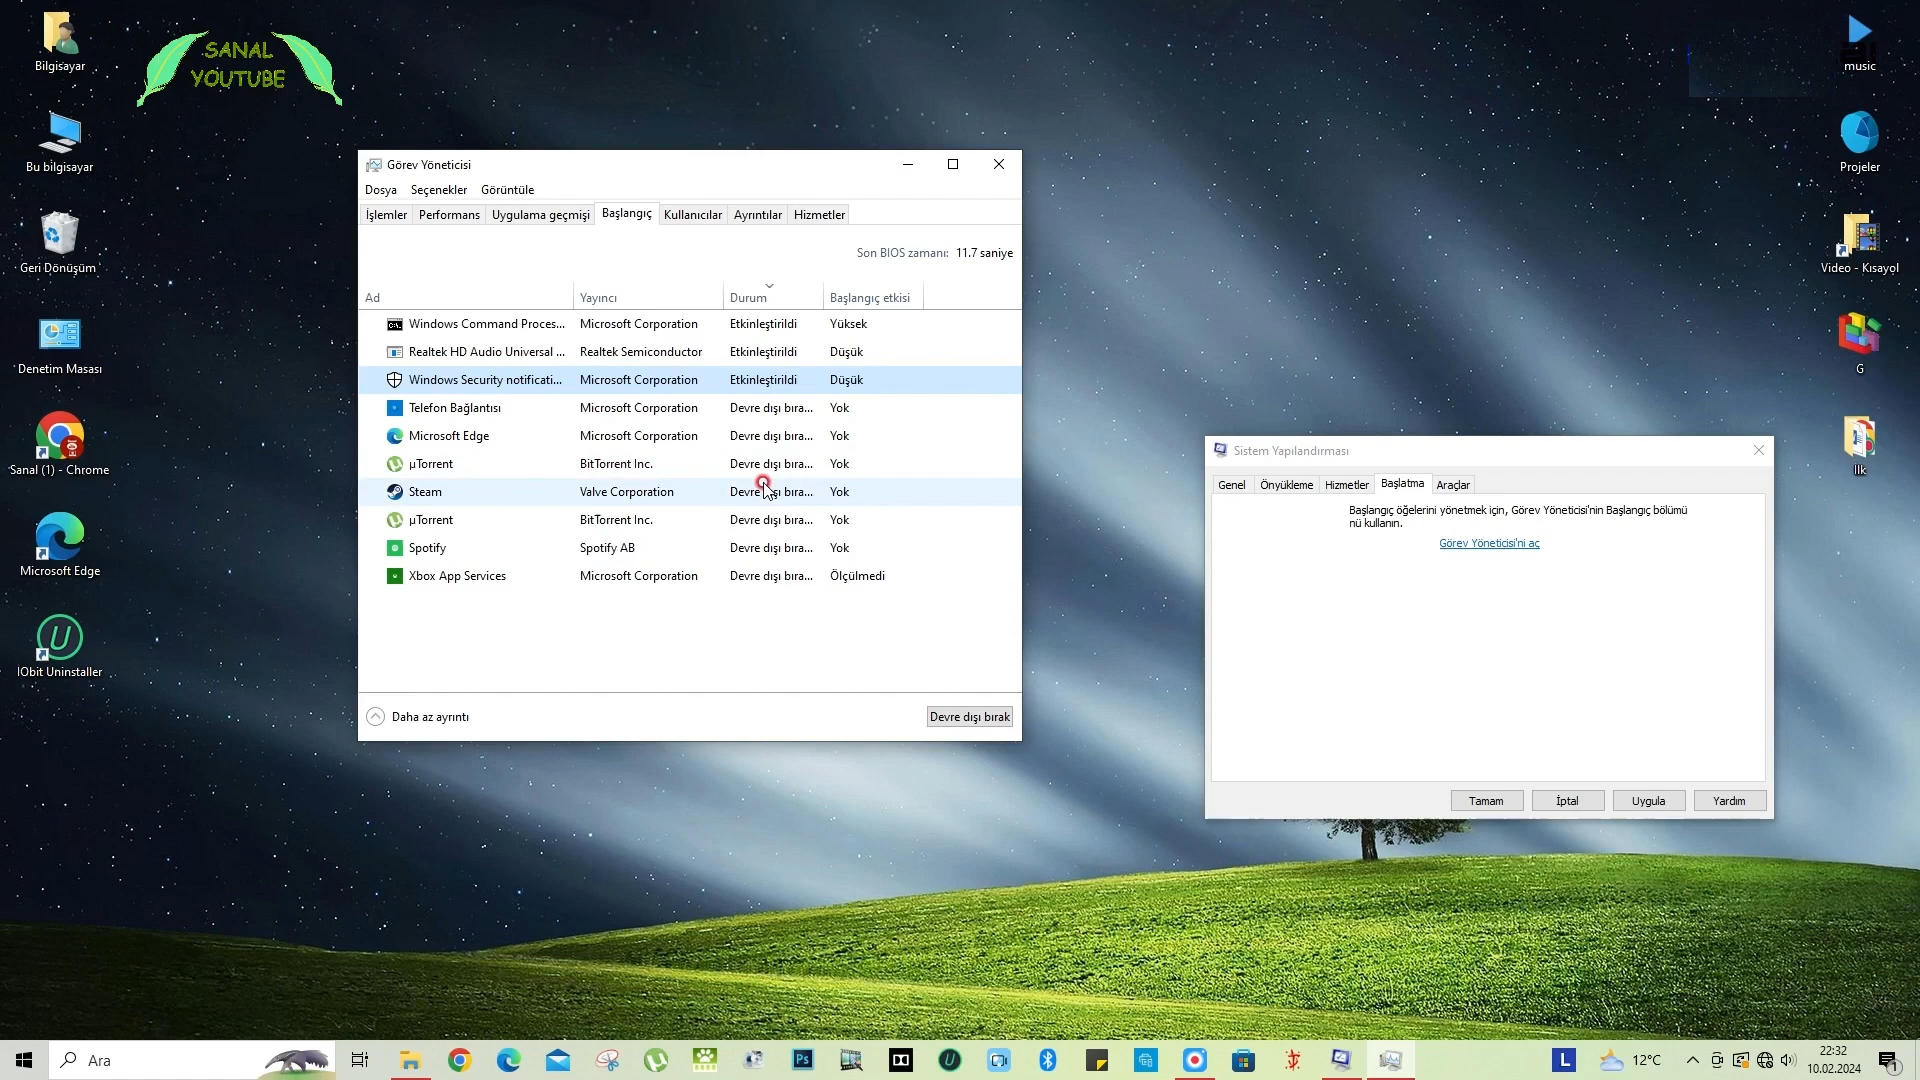 Bilgisayar
SANAL
YOUTUBE
music
Bu bilgisayar
Projeler
Geri Dönüşüm
Video - Kısayol
Denetim Masası
G
Sanal (1) - Chrome
Ilk
Microsoft Edge
IObit Uninstaller
Görev Yöneticisi
Dosya Seçenekler Görüntüle
İşlemler Performans Uygulama geçmişi Başlangıç Kullanıcılar Ayrıntılar Hizmetler
Son BIOS zamanı: 11.7 saniye
Ad Yayıncı Durum Başlangıç etkisi
Windows Command Proces... Microsoft Corporation Etkinleştirildi Yüksek
Realtek HD Audio Universal ... Realtek Semiconductor Etkinleştirildi Düşük
Windows Security notificati... Microsoft Corporation Etkinleştirildi Düşük
Telefon Bağlantısı Microsoft Corporation Devre dışı bıra... Yok
Microsoft Edge Microsoft Corporation Devre dışı bıra... Yok
µTorrent BitTorrent Inc. Devre dışı bıra... Yok
Steam Valve Corporation Devre dışı bıra... Yok
µTorrent BitTorrent Inc. Devre dışı bıra... Yok
Spotify Spotify AB Devre dışı bıra... Yok
Xbox App Services Microsoft Corporation Devre dışı bıra... Ölçülmedi
Daha az ayrıntı Devre dışı bırak
Sistem Yapılandırması
Genel Önyükleme Hizmetler Başlatma Araçlar
Başlangıç öğelerini yönetmek için, Görev Yöneticisi'nin Başlangıç bölümü
nü kullanın.
Görev Yöneticisi'ni aç
Tamam İptal Uygula Yardım
Ara
Ps
L
12°C
22:32
10.02.2024
1